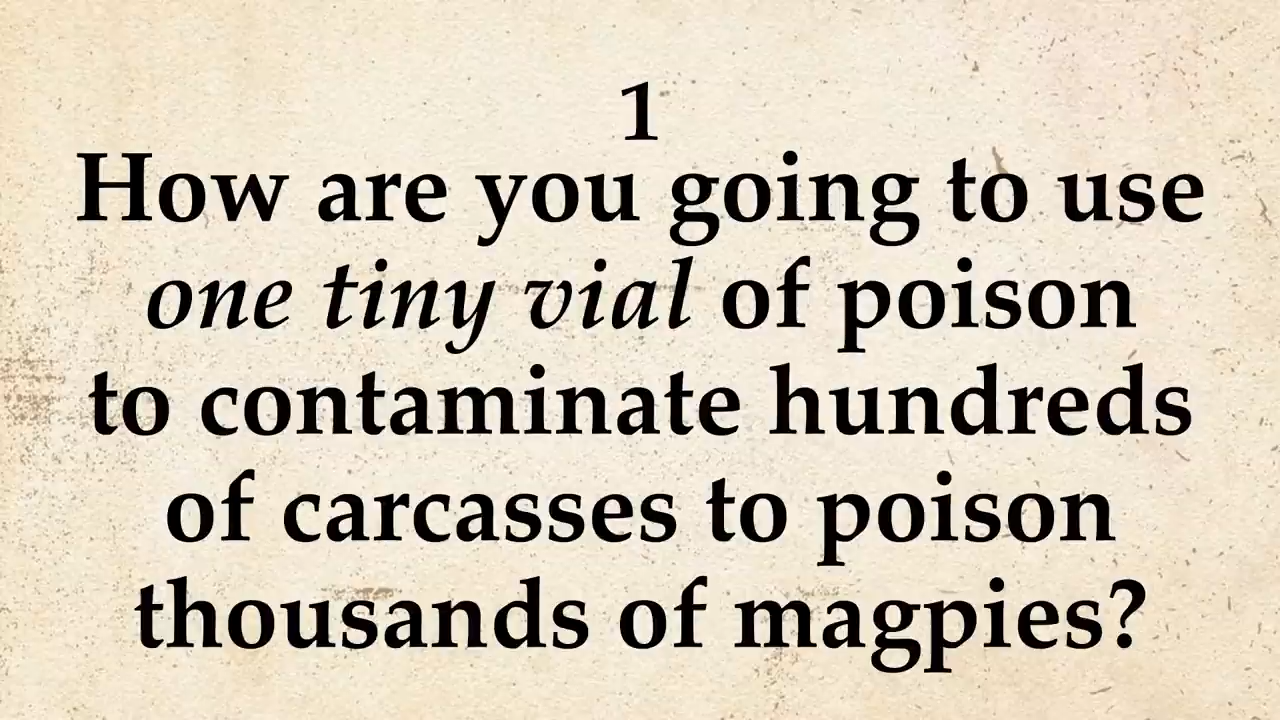 1
How are you going to use
one tiny vial of poison
to contaminate hundreds
of carcasses to poison
thousands of magpies?